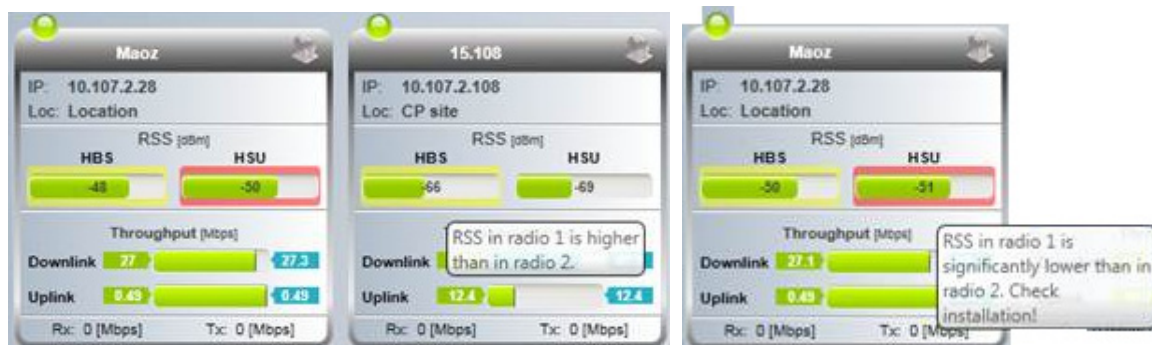 Maoz
IP: 10.107.2.28
Loc: Location
RSS [dBm]
HBS HSU
-48 -50
Throughput [Mbps]
Downlink 27 27.3
Uplink 0.49 0.49
Rx: 0 [Mbps] Tx: 0 [Mbps]
15.108
IP: 10.107.2.108
Loc: CP site
RSS [dBm]
HBS HSU
-66 -69
RSS in radio 1 is higher
than in radio 2.
Downlink
Uplink 12.4 12.4
Rx: 0 [Mbps] Tx: 0 [Mbps]
Maoz
IP: 10.107.2.28
Loc: Location
RSS [dBm]
HBS HSU
-50 -51
Throughput [Mbps]
Downlink 27.1
Uplink 0.49
Rx: 0 [Mbps] Tx: 0 [Mbps]
RSS in radio 1 is
significantly lower than in
radio 2. Check
installation!